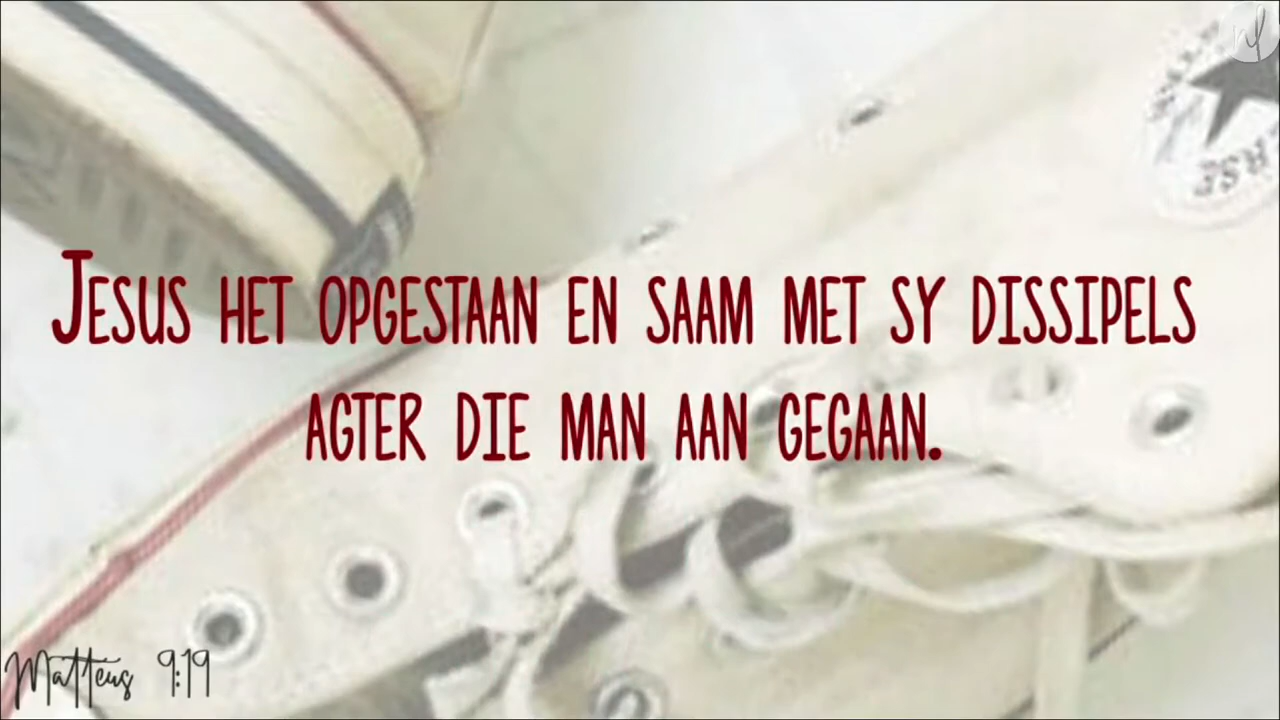 Jesus het opgestaan en saam met sy dissipels
agter die man aan gegaan.
Matteus 9:19